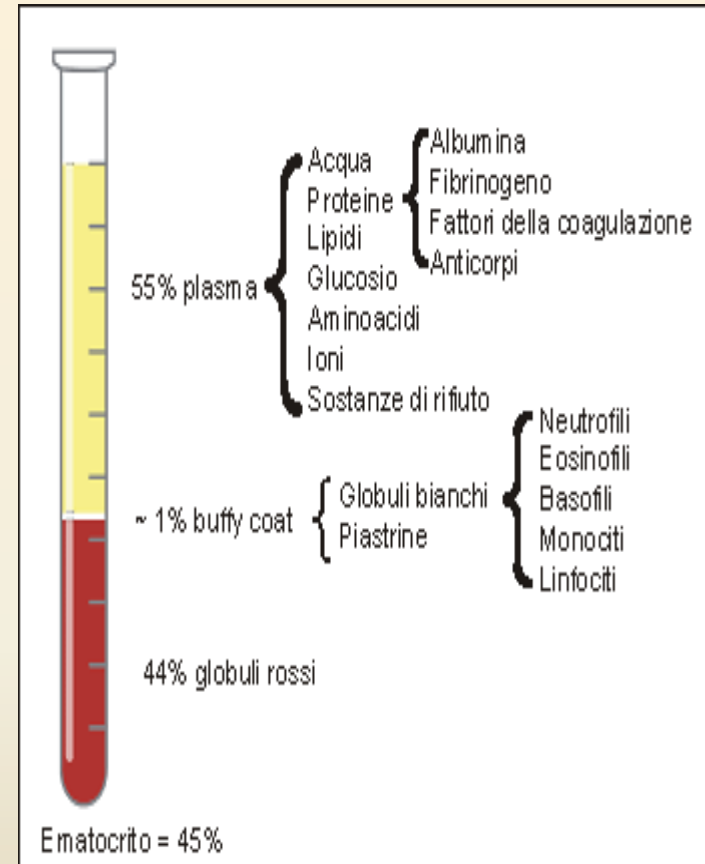 55% plasma
Acqua
Proteine
Lipidi
Glucosio
Aminoacidi
Ioni
Sostanze di rifiuto
Albumina
Fibrinogeno
Fattori della coagulazione
Anticorpi
~ 1% buffy coat
Globuli bianchi
Piastrine
Neutrofili
Eosinofili
Basofili
Monociti
Linfociti
44% globuli rossi
Ematocrito = 45%